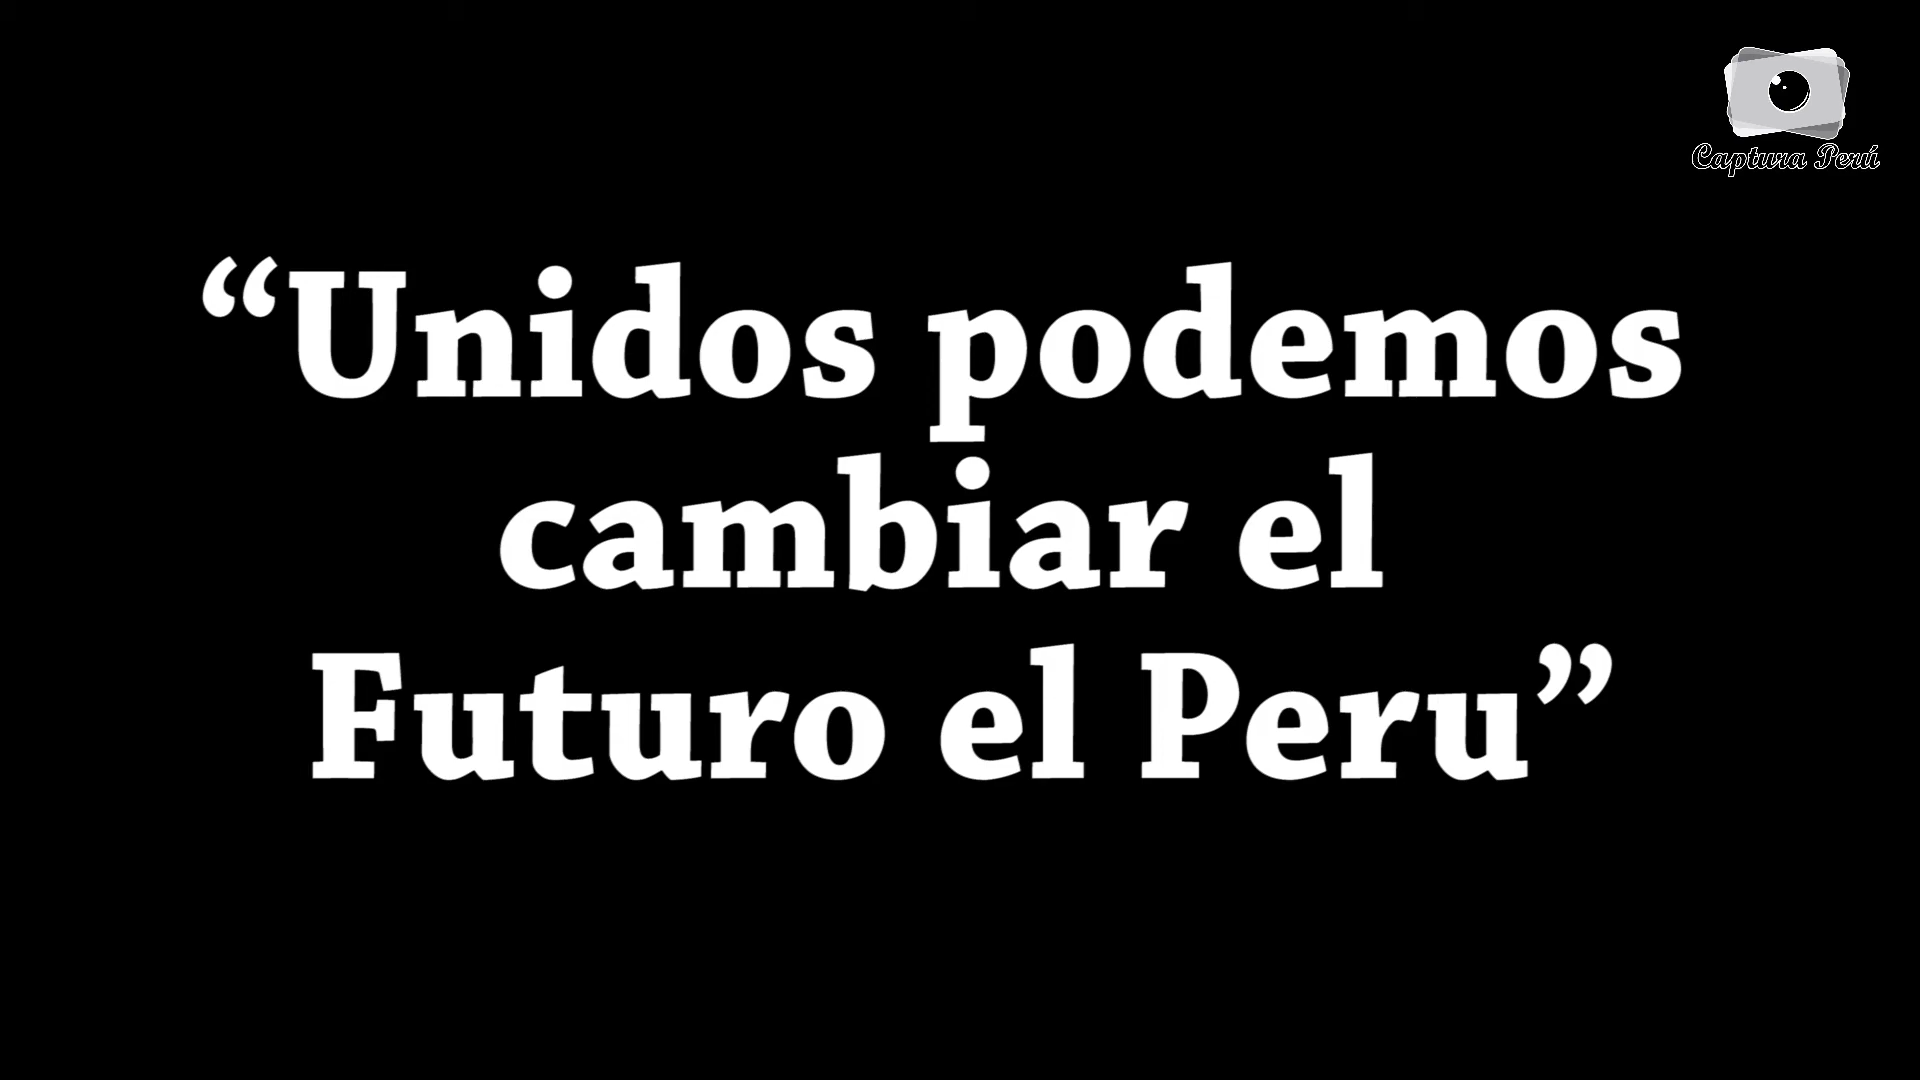 Captura Perú
“Unidos podemos
cambiar el
Futuro el Peru”